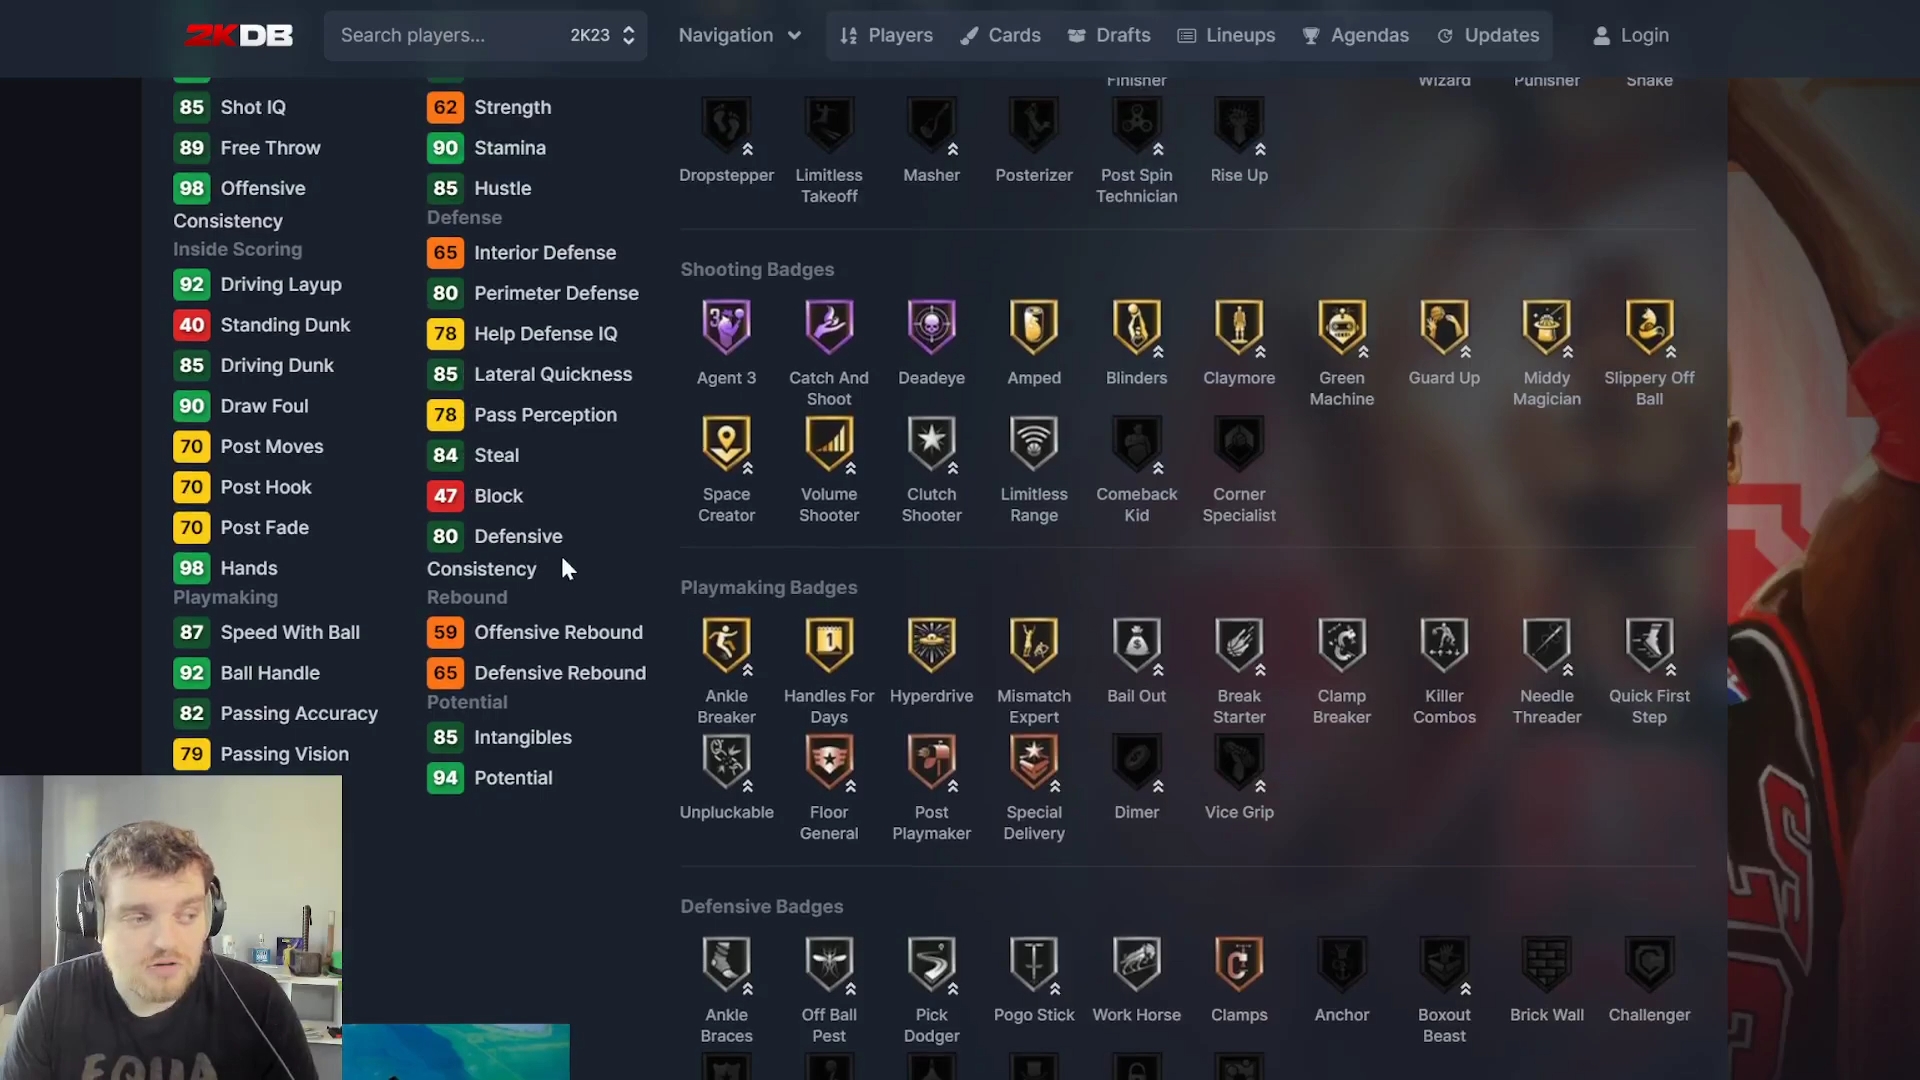 2KDB
Search players...
2K23
Navigation
Players
Cards
Drafts
Lineups
Agendas
Updates
Login
85 Shot IQ
89 Free Throw
98 Offensive
Consistency
Inside Scoring
92 Driving Layup
40 Standing Dunk
85 Driving Dunk
90 Draw Foul
70 Post Moves
70 Post Hook
70 Post Fade
98 Hands
Playmaking
87 Speed With Ball
92 Ball Handle
82 Passing Accuracy
79 Passing Vision
62 Strength
90 Stamina
85 Hustle
Defense
65 Interior Defense
80 Perimeter Defense
78 Help Defense IQ
85 Lateral Quickness
78 Pass Perception
84 Steal
47 Block
80 Defensive
Consistency
Rebound
59 Offensive Rebound
65 Defensive Rebound
Potential
85 Intangibles
94 Potential
Finisher
Wizard
Punisher
Snake
Dropstepper
Limitless
Takeoff
Masher
Posterizer
Post Spin
Technician
Rise Up
Shooting Badges
3
Agent 3
Catch And
Shoot
Deadeye
Amped
Blinders
Claymore
Green
Machine
Guard Up
Middy
Magician
Slippery Off
Ball
Space
Creator
Volume
Shooter
Clutch
Shooter
Limitless
Range
Comeback
Kid
Corner
Specialist
Playmaking Badges
Ankle
Breaker
1
Handles For
Days
Hyperdrive
Mismatch
Expert
$
Bail Out
Break
Starter
Clamp
Breaker
Killer
Combos
Needle
Threader
Quick First
Step
Unpluckable
Floor
General
Post
Playmaker
Special
Delivery
Dimer
Vice Grip
Defensive Badges
Ankle
Braces
Off Ball
Pest
Pick
Dodger
Pogo Stick
Work Horse
C
Clamps
Anchor
Boxout
Beast
Brick Wall
Challenger
EQUA